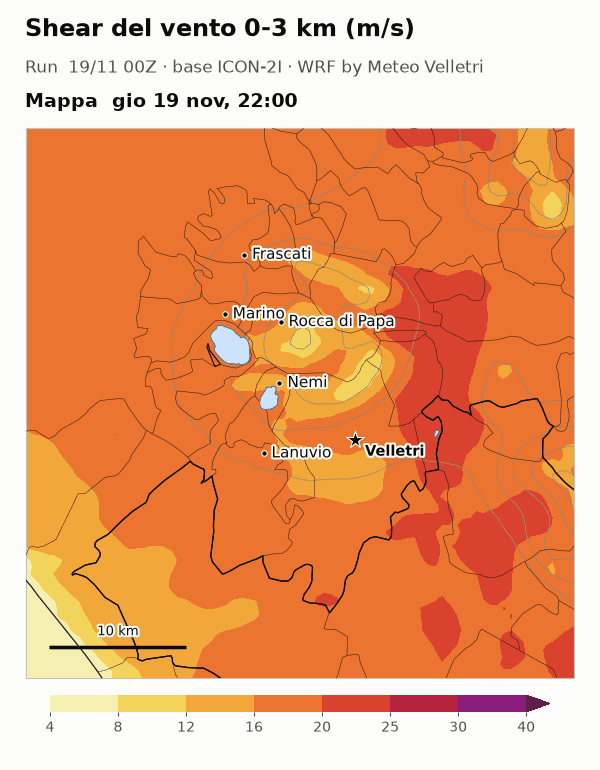 Shear del vento 0-3 km (m/s)
Run  19/11 00Z · base ICON-2I · WRF by Meteo Velletri
Mappa  gio 19 nov, 22:00
Frascati
Marino
Rocca di Papa
Nemi
Velletri
Lanuvio
10 km
4 8 12 16 20 25 30 40